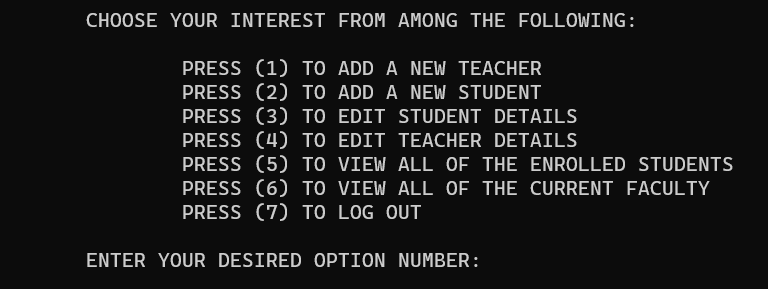 CHOOSE YOUR INTEREST FROM AMONG THE FOLLOWING:
PRESS (1) TO ADD A NEW TEACHER
PRESS (2) TO ADD A NEW STUDENT
PRESS (3) TO EDIT STUDENT DETAILS
PRESS (4) TO EDIT TEACHER DETAILS
PRESS (5) TO VIEW ALL OF THE ENROLLED STUDENTS
PRESS (6) TO VIEW ALL OF THE CURRENT FACULTY
PRESS (7) TO LOG OUT
ENTER YOUR DESIRED OPTION NUMBER: